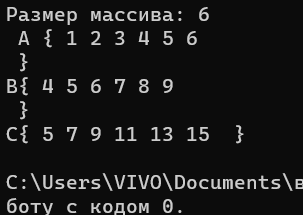 Размер массива: 6
A { 1 2 3 4 5 6
}
B{ 4 5 6 7 8 9
}
C{ 5 7 9 11 13 15  }
C:\Users\VIVO\Documents\в
боту с кодом 0.